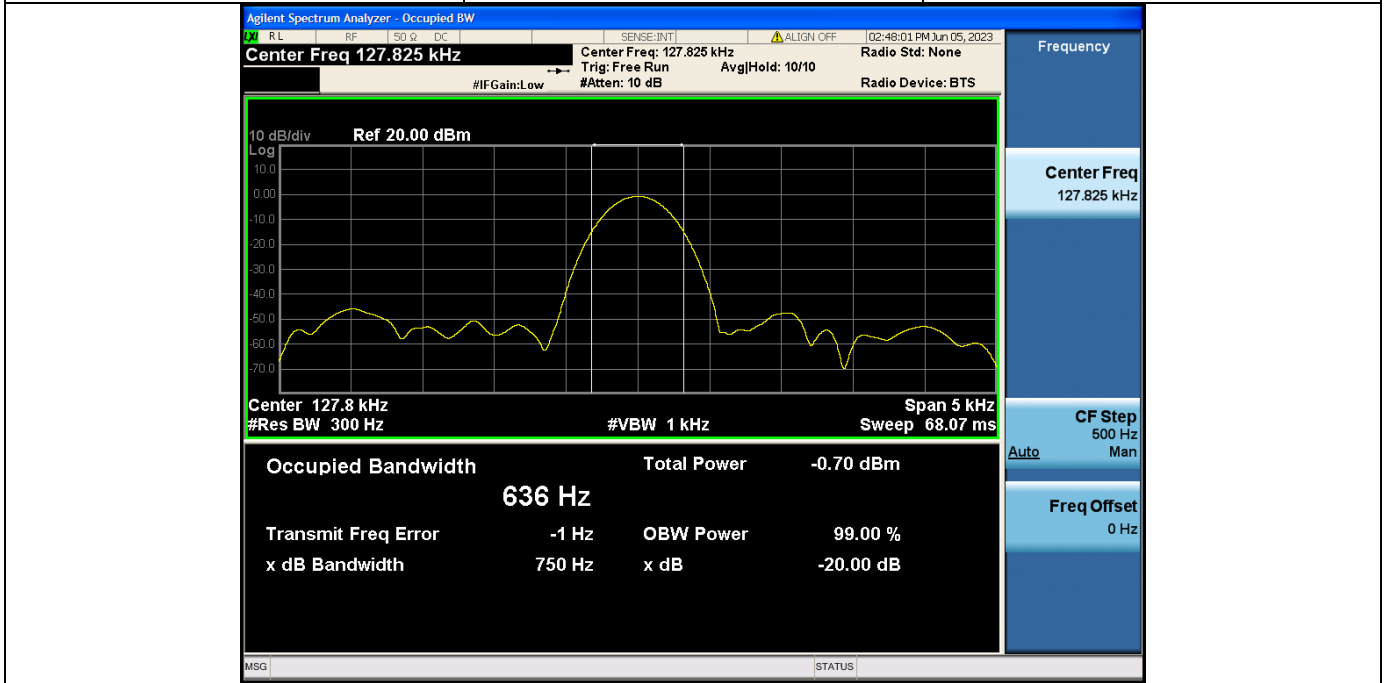 Agilent Spectrum Analyzer - Occupied BW
LXI RL RF 50 Ω DC SENSE:INT ALIGN OFF 02:48:01 PM Jun 05, 2023
Center Freq 127.825 kHz
Center Freq: 127.825 kHz Radio Std: None
Trig: Free Run Avg|Hold: 10/10
#IFGain:Low #Atten: 10 dB Radio Device: BTS
10 dB/div Ref 20.00 dBm
Log
10.0
0.00
-10.0
-20.0
-30.0
-40.0
-50.0
-60.0
-70.0
Center 127.8 kHz Span 5 kHz
#Res BW 300 Hz #VBW 1 kHz Sweep 68.07 ms
Occupied Bandwidth Total Power -0.70 dBm
636 Hz
Transmit Freq Error -1 Hz OBW Power 99.00 %
x dB Bandwidth 750 Hz x dB -20.00 dB
MSG STATUS
Frequency
Center Freq
127.825 kHz
CF Step
500 Hz
Auto Man
Freq Offset
0 Hz